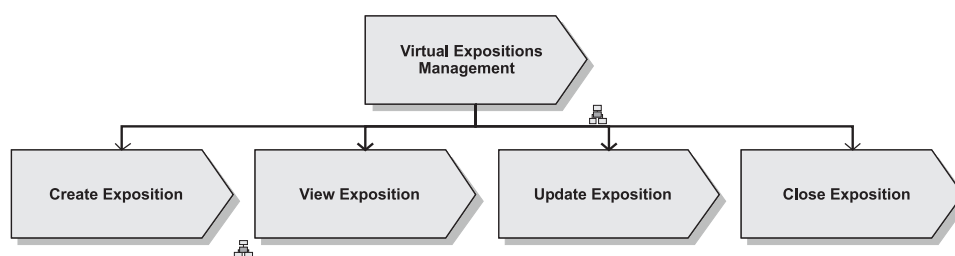 Virtual Expositions
Management
Create Exposition
View Exposition
Update Exposition
Close Exposition